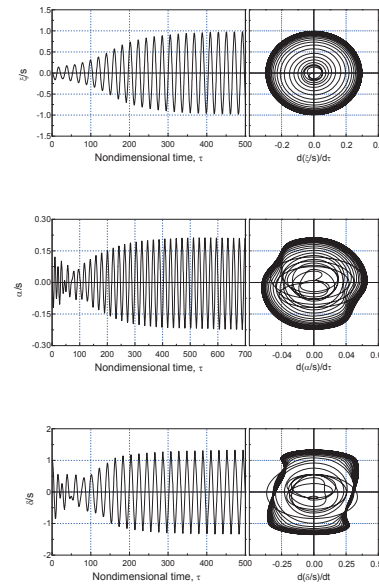 1.5
1.0
0.5
0.0
-0.5
-1.0
-1.5
ξ/s
0 100 200 300 400 500
-0.3 0.0 0.3
Nondimensional time, τ
d(ξ/s)/dτ
0.30
0.15
0.00
-0.15
-0.30
α/s
0 100 200 300 400 500 600 700
-0.04 0.00 0.04
Nondimensional time, τ
d(α/s)/dτ
2
1
0
-1
-2
δ/s
0 100 200 300 400 500
-0.25 0.00 0.25
Nondimensional time, τ
d(δ/s)/dt